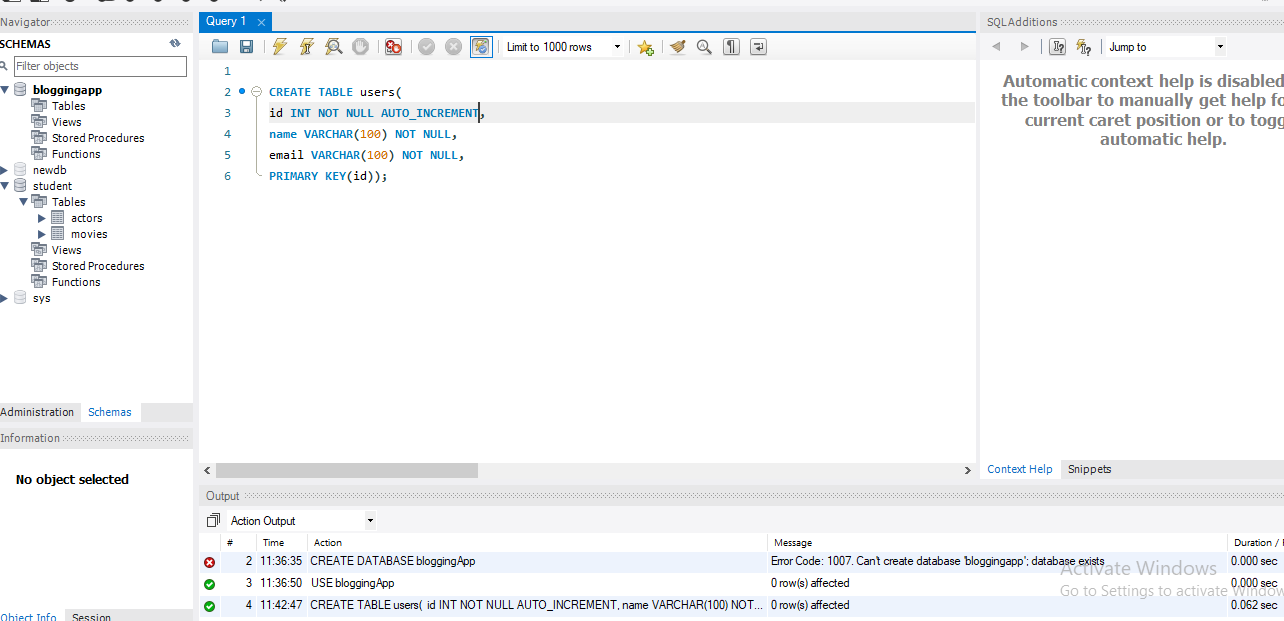 Navigator
Query 1
SQLAdditions
SCHEMAS
Limit to 1000 rows
Jump to
Filter objects
bloggingapp
Tables
Views
Stored Procedures
Functions
newdb
student
Tables
actors
movies
Views
Stored Procedures
Functions
sys
1
2 CREATE TABLE users(
3 id INT NOT NULL AUTO_INCREMENT,
4 name VARCHAR(100) NOT NULL,
5 email VARCHAR(100) NOT NULL,
6 PRIMARY KEY(id));
Automatic context help is disabled
the toolbar to manually get help fo
current caret position or to togg
automatic help.
Administration Schemas
Information
No object selected
Context Help Snippets
Output
Action Output
# Time Action Message Duration /
2 11:36:35 CREATE DATABASE bloggingApp Error Code: 1007. Can't create database 'bloggingapp'; database exists 0.000 sec
3 11:36:50 USE bloggingApp 0 row(s) affected 0.000 sec
4 11:42:47 CREATE TABLE users( id INT NOT NULL AUTO_INCREMENT, name VARCHAR(100) NOT... 0 row(s) affected 0.062 sec
Activate Windows
Go to Settings to activate Window
Object Info Session